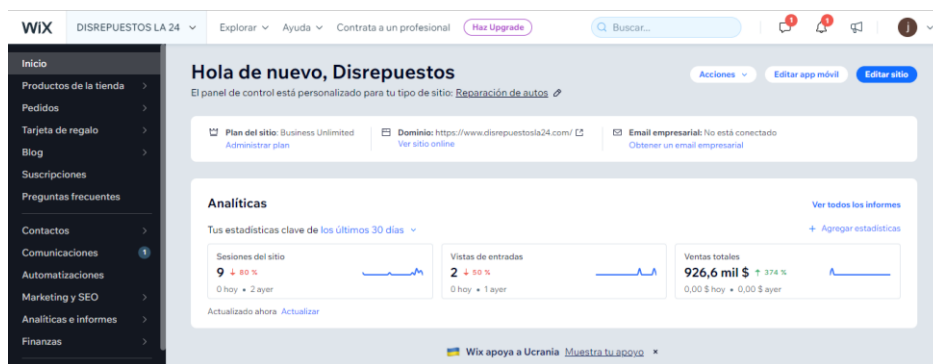 WiX DISREPUESTOS LA 24 Explorar Ayuda Contrata a un profesional Haz Upgrade Buscar... 1 1 j
Inicio
Productos de la tienda
Pedidos
Tarjeta de regalo
Blog
Suscripciones
Preguntas frecuentes
Contactos
Comunicaciones 1
Automatizaciones
Marketing y SEO
Analíticas e informes
Finanzas
Hola de nuevo, Disrepuestos
Acciones Editar app móvil Editar sitio
El panel de control está personalizado para tu tipo de sitio: Reparación de autos
Plan del sitio: Business Unlimited
Administrar plan
Dominio: https://www.disrepuestosla24.com/
Ver sitio online
Email empresarial: No está conectado
Obtener un email empresarial
Analíticas
Ver todos los informes
Tus estadísticas clave de los últimos 30 días
+ Agregar estadísticas
Sesiones del sitio
9 ↓ 80 %
0 hoy • 2 ayer
Vistas de entradas
2 ↓ 50 %
0 hoy • 1 ayer
Ventas totales
926,6 mil $ ↑ 374 %
0,00 $ hoy • 0,00 $ ayer
Actualizado ahora Actualizar
Wix apoya a Ucrania Muestra tu apoyo ×